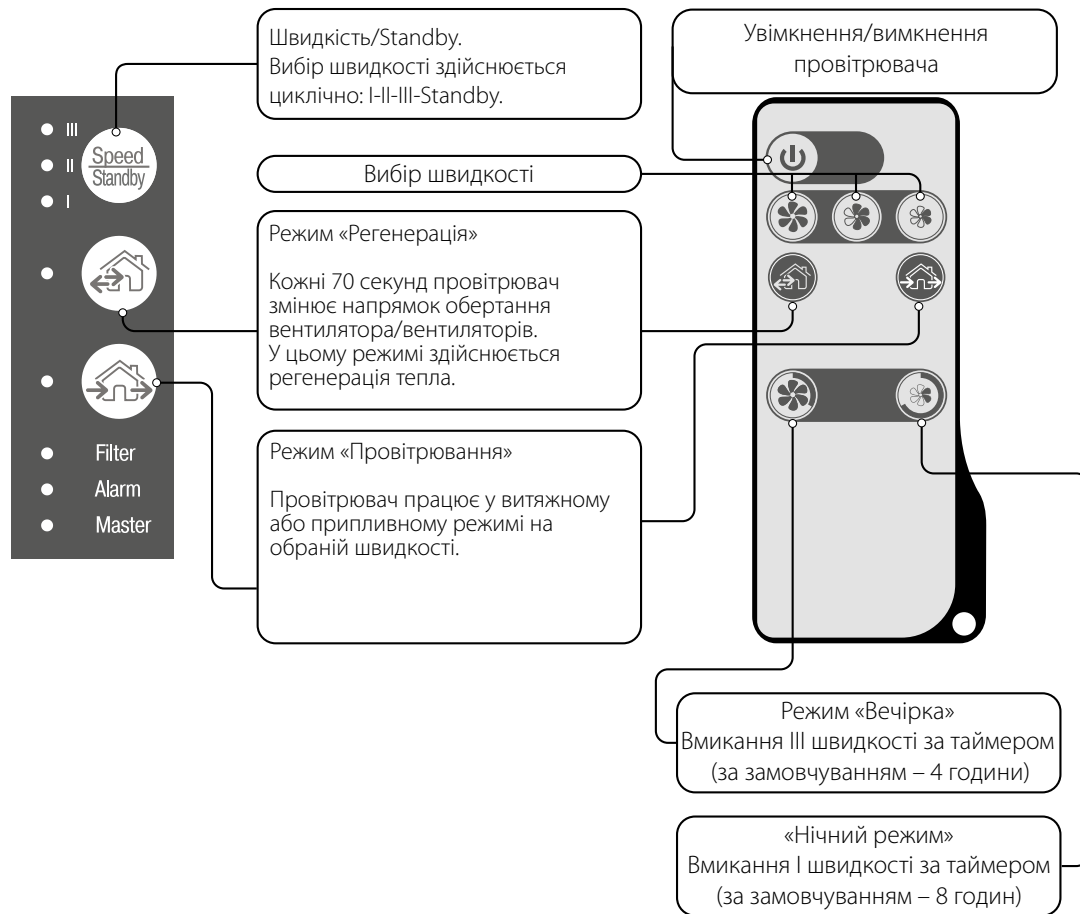 Швидкість/Standby.
Вибір швидкості здійснюється
циклічно: I-II-III-Standby.
Увімкнення/вимкнення
провітрювача
III
II
I
Speed
Standby
Вибір швидкості
Режим «Регенерація»
Кожні 70 секунд провітрювач
змінює напрямок обертання
вентилятора/вентиляторів.
У цьому режимі здійснюється
регенерація тепла.
Режим «Провітрювання»
Провітрювач працює у витяжному
або припливному режимі на
обраній швидкості.
Filter
Alarm
Master
Режим «Вечірка»
Вмикання III швидкості за таймером
(за замовчуванням – 4 години)
«Нічний режим»
Вмикання I швидкості за таймером
(за замовчуванням – 8 годин)